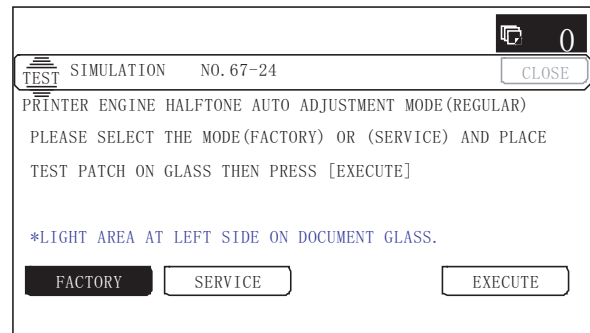 0
TEST SIMULATION NO.67-24 CLOSE
PRINTER ENGINE HALFTONE AUTO ADJUSTMENT MODE(REGULAR)
PLEASE SELECT THE MODE(FACTORY) OR (SERVICE) AND PLACE
TEST PATCH ON GLASS THEN PRESS [EXECUTE]
*LIGHT AREA AT LEFT SIDE ON DOCUMENT GLASS.
FACTORY SERVICE EXECUTE